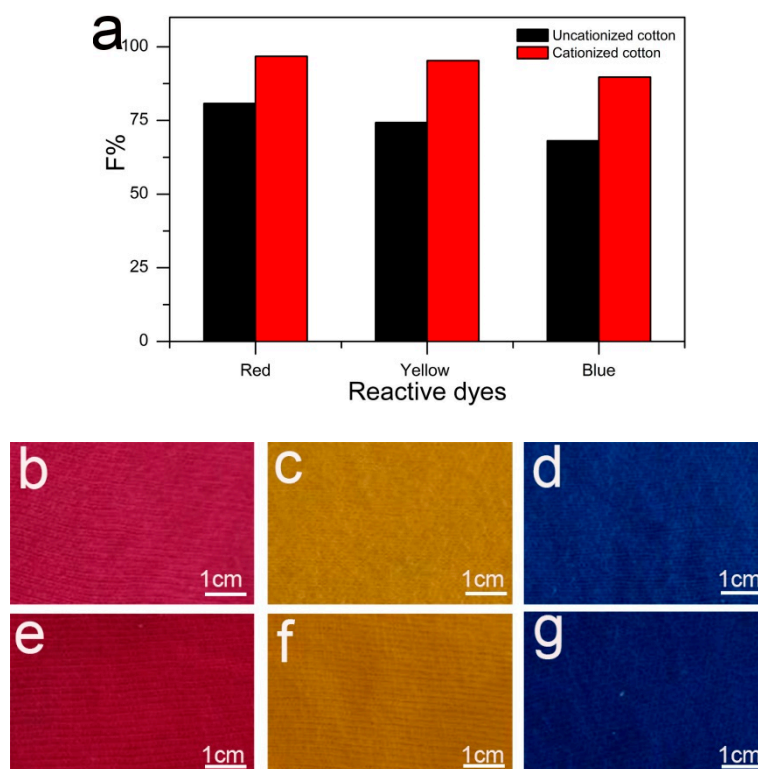 a
100
75
50
25
0
F%
Uncationized cotton
Cationized cotton
Red Yellow Blue
Reactive dyes
b c d
1cm 1cm 1cm
e f g
1cm 1cm 1cm